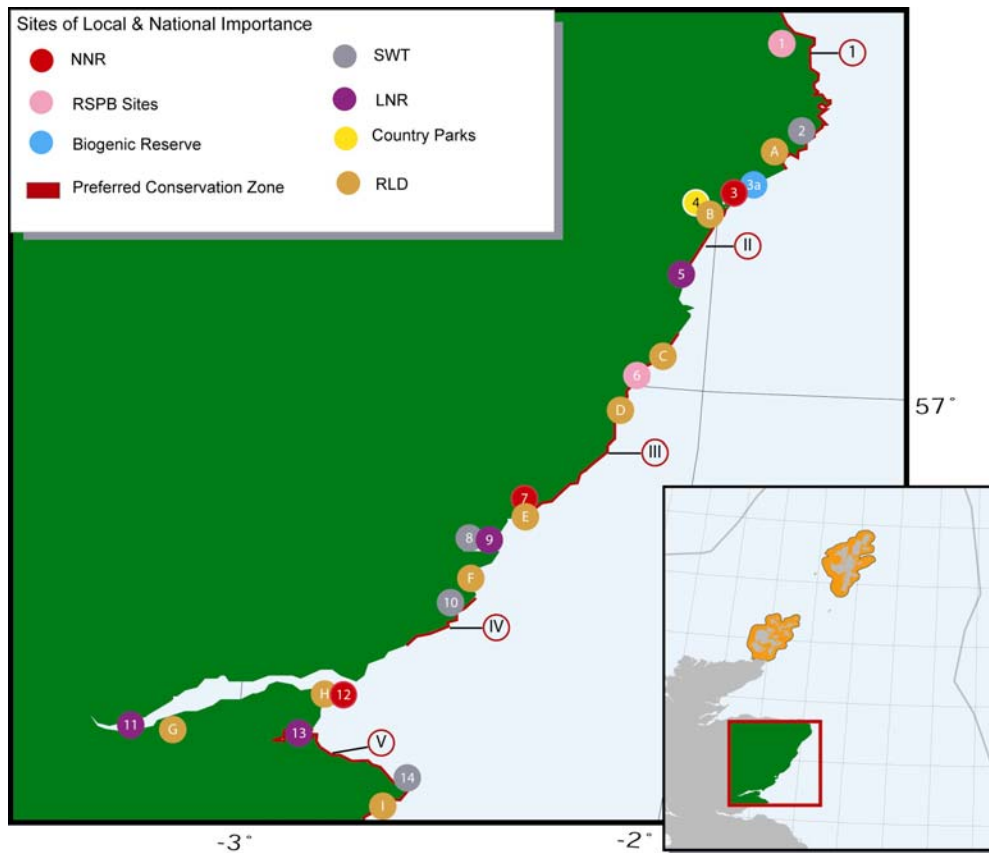 Sites of Local & National Importance
NNR
SWT
RSPB Sites
LNR
Biogenic Reserve
Country Parks
Preferred Conservation Zone
RLD
1
1
2
A
3a
3
4
B
II
5
C
6
57°
D
III
7
E
8
9
F
10
IV
H
12
11
G
13
V
14
I
-3°
-2°